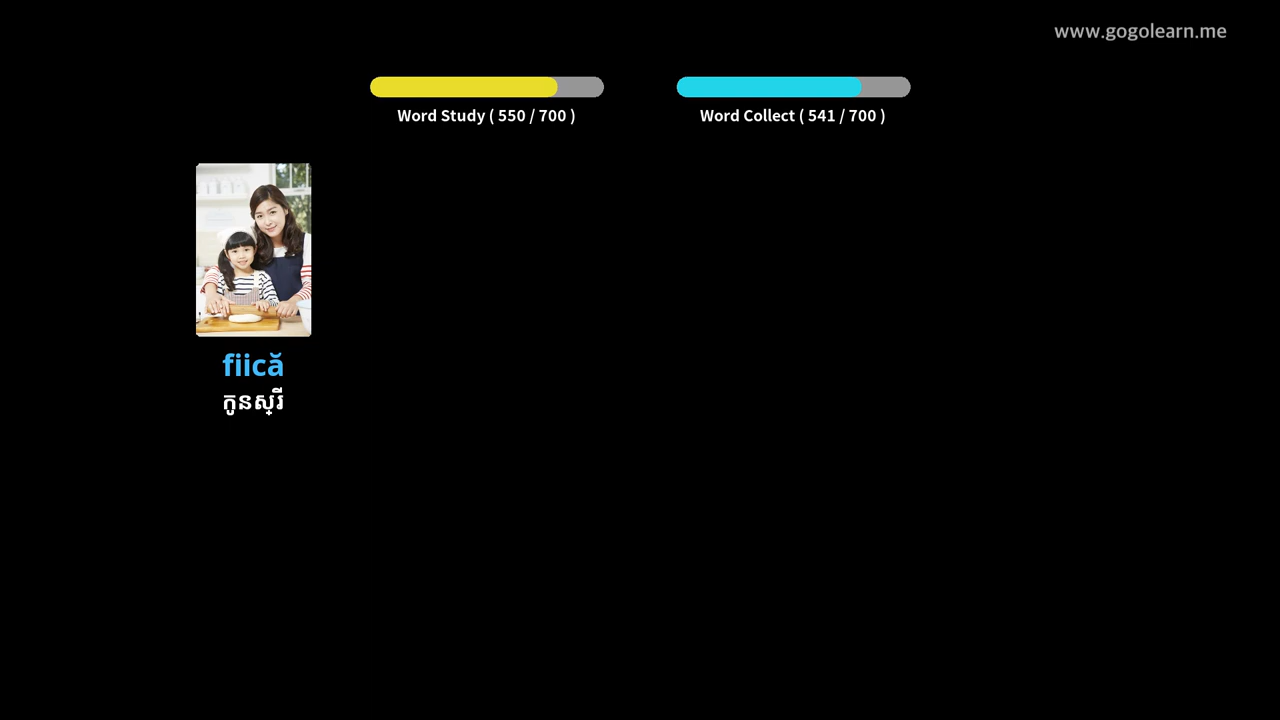 www.gogolearn.me
Word Study ( 550 / 700 )
Word Collect ( 541 / 700 )
fiică
កូនស្រី